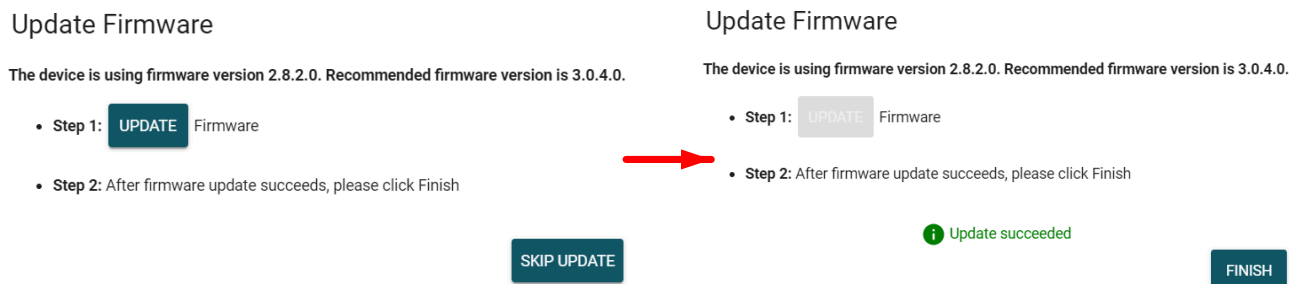 Update Firmware
The device is using firmware version 2.8.2.0. Recommended firmware version is 3.0.4.0.
Step 1: UPDATE Firmware
Step 2: After firmware update succeeds, please click Finish
SKIP UPDATE
Update Firmware
The device is using firmware version 2.8.2.0. Recommended firmware version is 3.0.4.0.
Step 1: UPDATE Firmware
Step 2: After firmware update succeeds, please click Finish
Update succeeded
FINISH